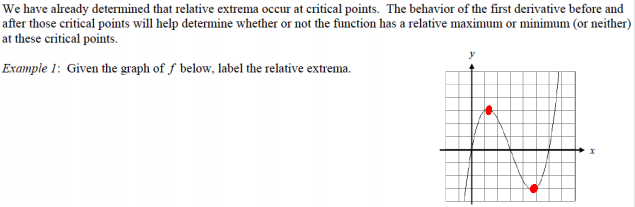 We have already determined that relative extrema occur at critical points.  The behavior of the first derivative before and
after those critical points will help determine whether or not the function has a relative maximum or minimum (or neither)
at these critical points.
Example 1:  Given the graph of f below, label the relative extrema.
y
x